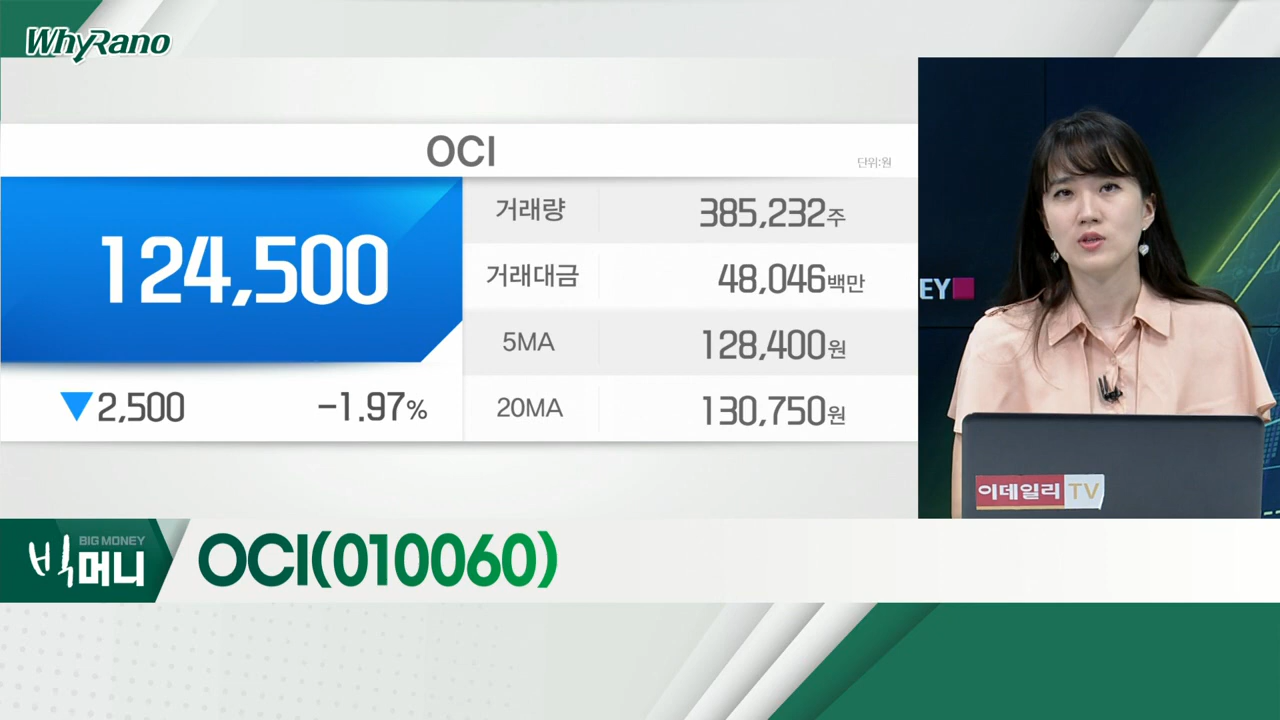 WhyRano
OCI
단위:원
124,500
▼2,500 -1.97%
거래량 385,232주
거래대금 48,046백만
5MA 128,400원
20MA 130,750원
EY
이데일리 TV
BIG MONEY
빅머니
OCI(010060)